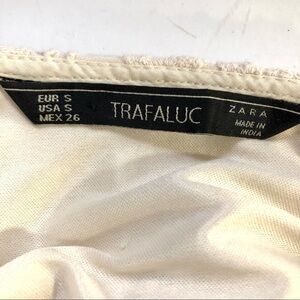 EUR S
USA S
MEX 26
TRAFALUC
ZARA
MADE IN
INDIA